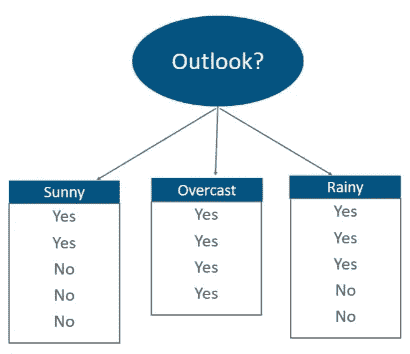 Outlook?
Sunny
Yes
Yes
No
No
No
Overcast
Yes
Yes
Yes
Yes
Rainy
Yes
Yes
Yes
No
No